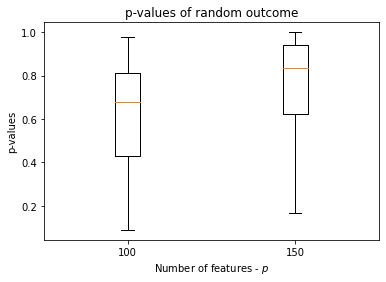 p-values of random outcome
1.0
0.8
0.6
0.4
0.2
p-values
100
150
Number of features - p